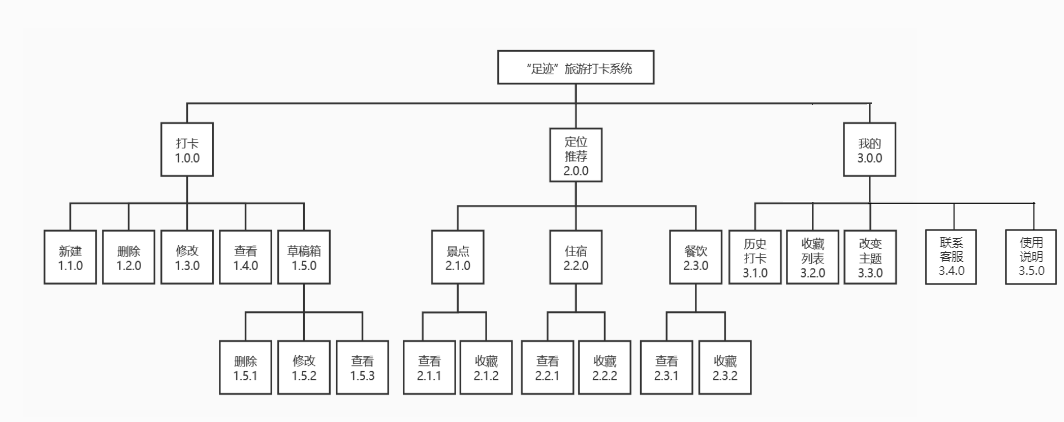 “足迹”旅游打卡系统
打卡
1.0.0
定位
推荐
2.0.0
我的
3.0.0
新建
1.1.0
删除
1.2.0
修改
1.3.0
查看
1.4.0
草稿箱
1.5.0
景点
2.1.0
住宿
2.2.0
餐饮
2.3.0
历史
打卡
3.1.0
收藏
列表
3.2.0
改变
主题
3.3.0
联系
客服
3.4.0
使用
说明
3.5.0
删除
1.5.1
修改
1.5.2
查看
1.5.3
查看
2.1.1
收藏
2.1.2
查看
2.2.1
收藏
2.2.2
查看
2.3.1
收藏
2.3.2